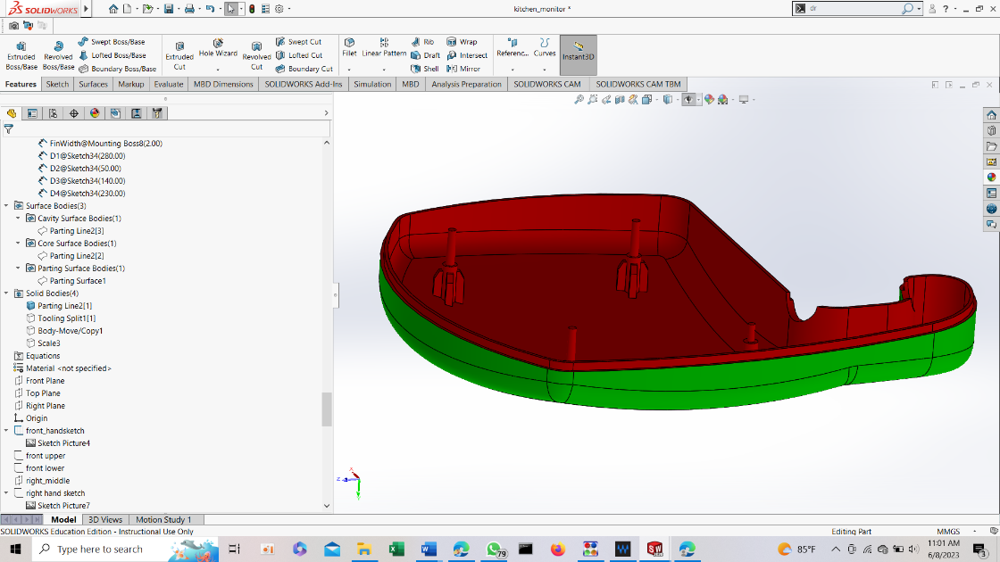 SOLIDWORKS
kitchen_monitor *
dr
Extruded Boss/Base
Revolved Boss/Base
Swept Boss/Base
Lofted Boss/Base
Boundary Boss/Base
Extruded Cut
Hole Wizard
Revolved Cut
Swept Cut
Lofted Cut
Boundary Cut
Fillet
Linear Pattern
Rib
Draft
Shell
Wrap
Intersect
Mirror
Referenc...
Curves
Instant3D
Features Sketch Surfaces Markup Evaluate MBD Dimensions SOLIDWORKS Add-Ins Simulation MBD Analysis Preparation SOLIDWORKS CAM SOLIDWORKS CAM TBM
FinWidth@Mounting Boss8(2.00)
D1@Sketch34(280.00)
D2@Sketch34(50.00)
D3@Sketch34(140.00)
D4@Sketch34(230.00)
Surface Bodies(3)
Cavity Surface Bodies(1)
Parting Line2[3]
Core Surface Bodies(1)
Parting Line2[2]
Parting Surface Bodies(1)
Parting Surface1
Solid Bodies(4)
Parting Line2[1]
Tooling Split1[1]
Body-Move/Copy1
Scale3
Equations
Material <not specified>
Front Plane
Top Plane
Right Plane
Origin
front_handsketch
Sketch Picture4
front upper
front lower
right_middle
right hand sketch
Sketch Picture7
Model 3D Views Motion Study 1
SOLIDWORKS Education Edition - Instructional Use Only
Editing Part
MMGS
Type here to search
79
85°F
11:01 AM
6/8/2023
3